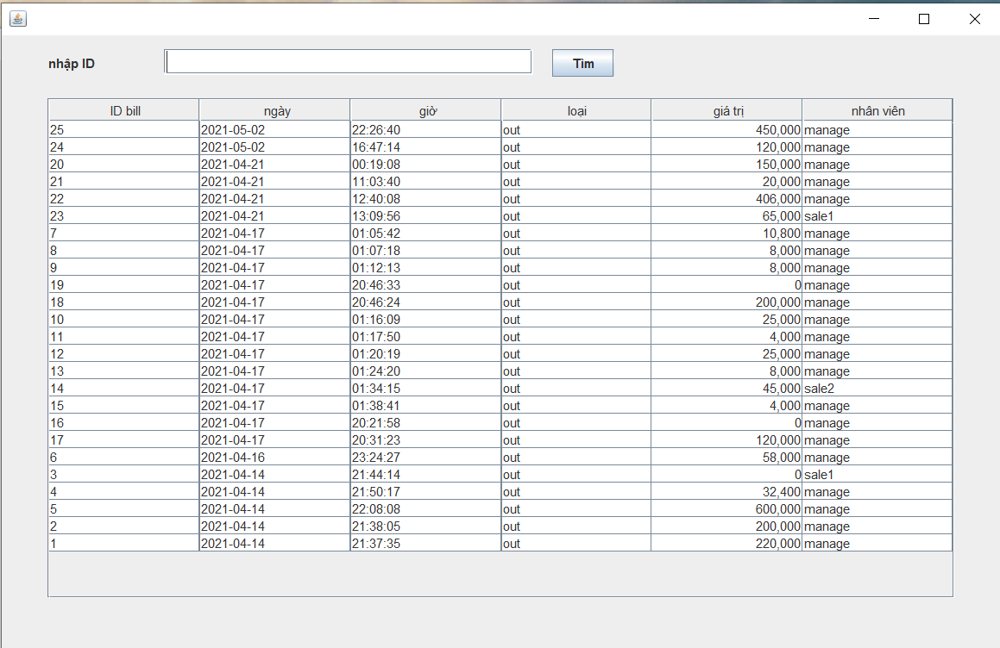 nhập ID Tìm
ID bill ngày giờ loại giá trị nhân viên
25 2021-05-02 22:26:40 out 450,000 manage
24 2021-05-02 16:47:14 out 120,000 manage
20 2021-04-21 00:19:08 out 150,000 manage
21 2021-04-21 11:03:40 out 20,000 manage
22 2021-04-21 12:40:08 out 406,000 manage
23 2021-04-21 13:09:56 out 65,000 sale1
7 2021-04-17 01:05:42 out 10,800 manage
8 2021-04-17 01:07:18 out 8,000 manage
9 2021-04-17 01:12:13 out 8,000 manage
19 2021-04-17 20:46:33 out 0 manage
18 2021-04-17 20:46:24 out 200,000 manage
10 2021-04-17 01:16:09 out 25,000 manage
11 2021-04-17 01:17:50 out 4,000 manage
12 2021-04-17 01:20:19 out 25,000 manage
13 2021-04-17 01:24:20 out 8,000 manage
14 2021-04-17 01:34:15 out 45,000 sale2
15 2021-04-17 01:38:41 out 4,000 manage
16 2021-04-17 20:21:58 out 0 manage
17 2021-04-17 20:31:23 out 120,000 manage
6 2021-04-16 23:24:27 out 58,000 manage
3 2021-04-14 21:44:14 out 0 sale1
4 2021-04-14 21:50:17 out 32,400 manage
5 2021-04-14 22:08:08 out 600,000 manage
2 2021-04-14 21:38:05 out 200,000 manage
1 2021-04-14 21:37:35 out 220,000 manage